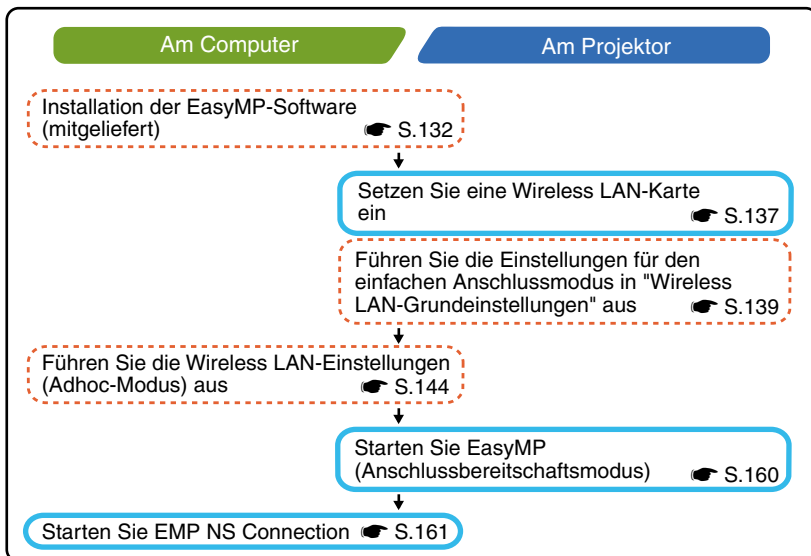 Am Computer
Am Projektor
Installation der EasyMP-Software
(mitgeliefert) ☛ S.132
Setzen Sie eine Wireless LAN-Karte
ein ☛ S.137
Führen Sie die Einstellungen für den
einfachen Anschlussmodus in "Wireless
LAN-Grundeinstellungen" aus ☛ S.139
Führen Sie die Wireless LAN-Einstellungen
(Adhoc-Modus) aus ☛ S.144
Starten Sie EasyMP
(Anschlussbereitschaftsmodus) ☛ S.160
Starten Sie EMP NS Connection ☛ S.161